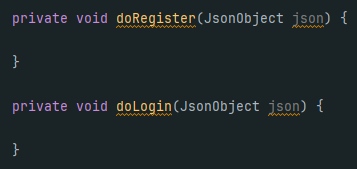 private void doRegister(JsonObject json) {
}
private void doLogin(JsonObject json) {
}